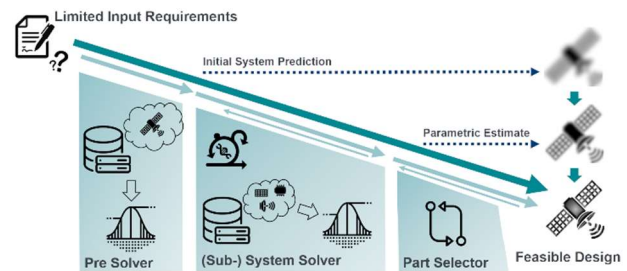 Limited Input Requirements
??
Initial System Prediction
Parametric Estimate
Pre Solver
(Sub-) System Solver
Part Selector
Feasible Design